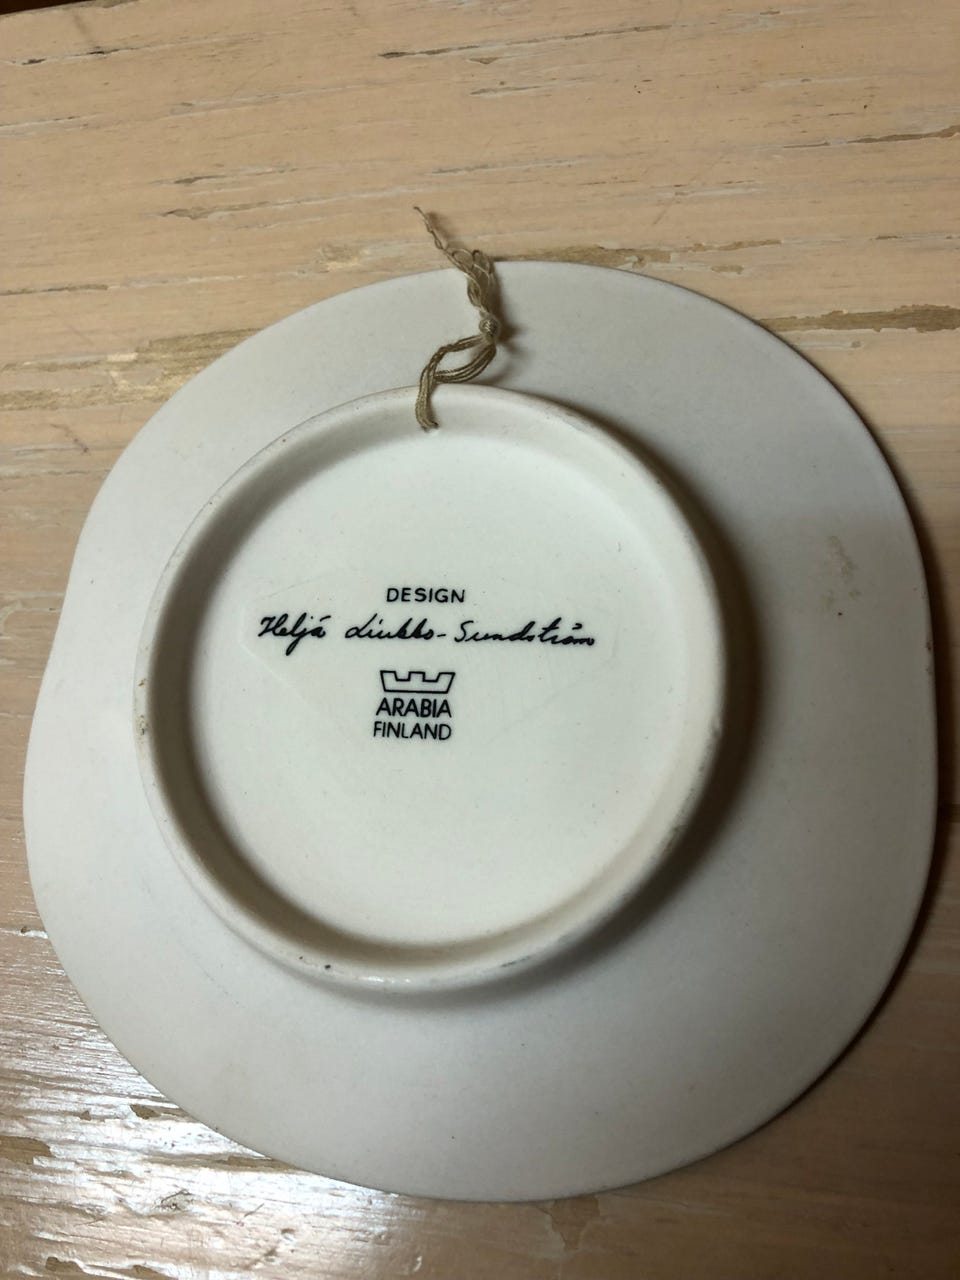 DESIGN
Heljä Liukko-Sundström
ARABIA
FINLAND